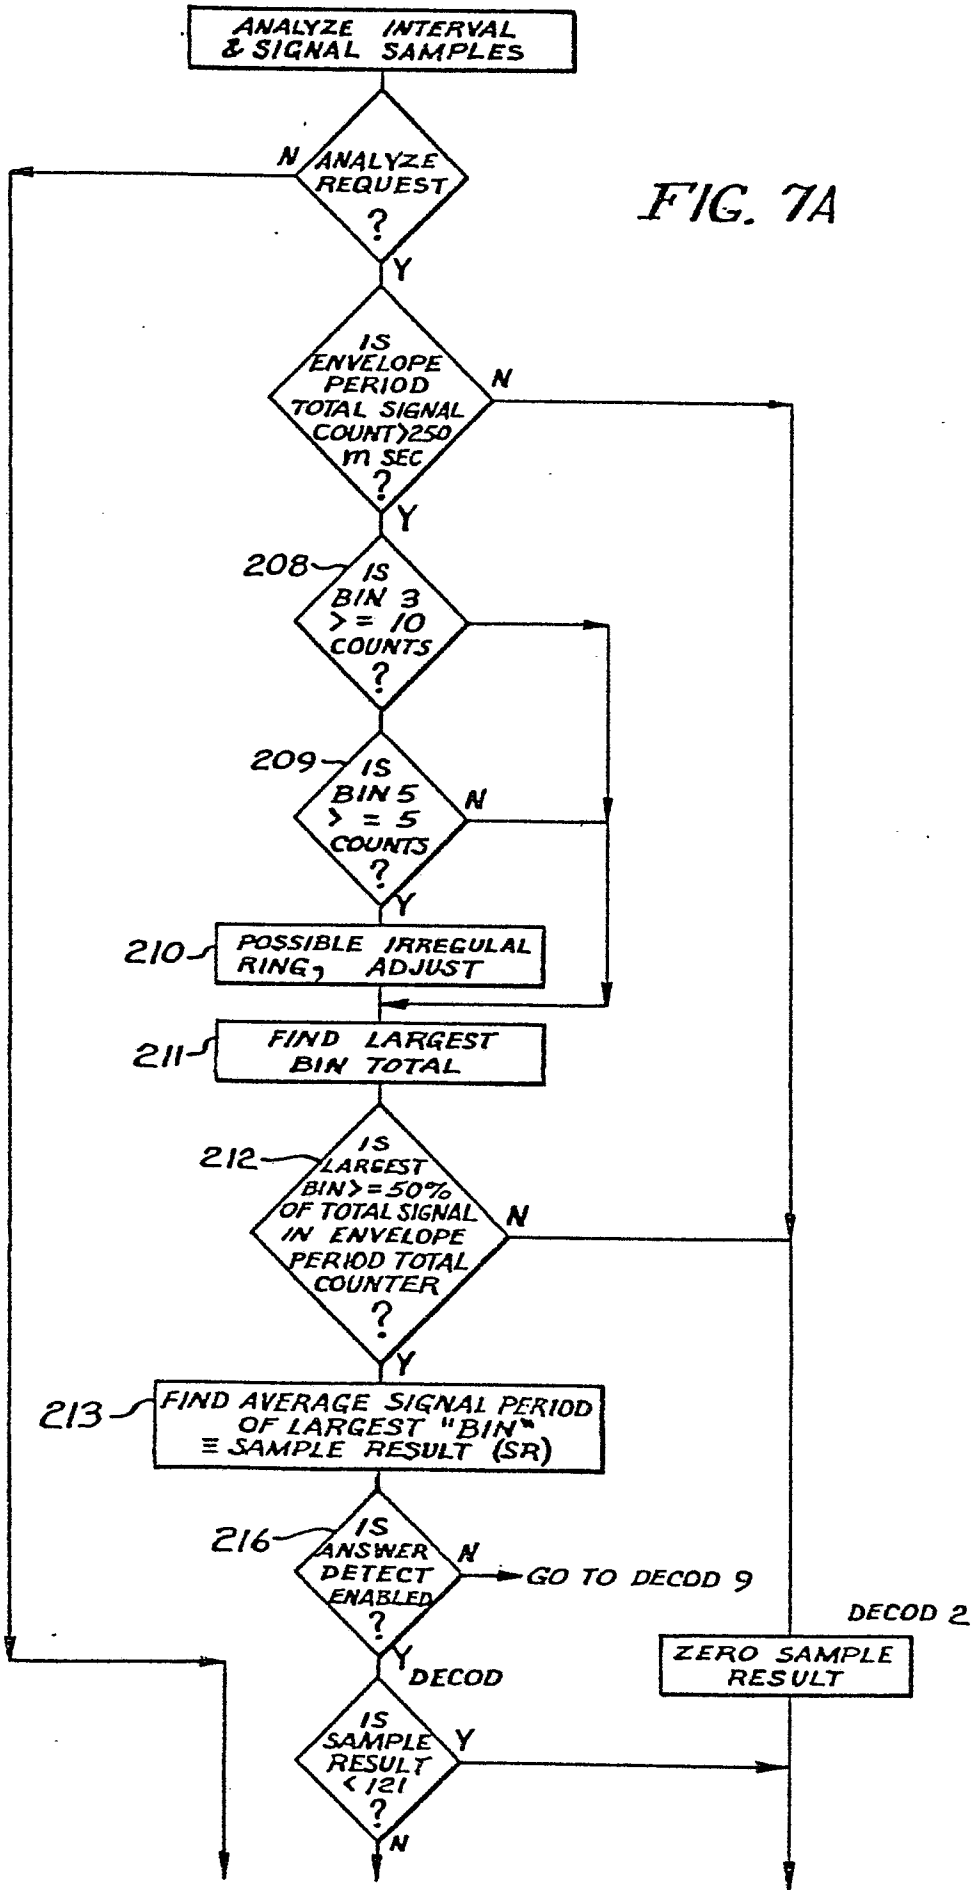 ANALYZE INTERVAL
& SIGNAL SAMPLES
N
ANALYZE
REQUEST
?
Y
FIG. 7A
IS
ENVELOPE
PERIOD
TOTAL SIGNAL
COUNT>250
m SEC
?
N
Y
208
IS
BIN 3
> = 10
COUNTS
?
209
IS
BIN 5
> = 5
COUNTS
?
N
Y
210
POSSIBLE IRREGULAL
RING, ADJUST
211
FIND LARGEST
BIN TOTAL
212
IS
LARGEST
BIN>=50%
OF TOTAL SIGNAL
IN ENVELOPE
PERIOD TOTAL
COUNTER
?
N
Y
213
FIND AVERAGE SIGNAL PERIOD
OF LARGEST "BIN"
≡ SAMPLE RESULT (SR)
216
IS
ANSWER
DETECT
ENABLED
?
N
GO TO DECOD 9
Y
DECOD
DECOD 2
ZERO SAMPLE
RESULT
IS
SAMPLE
RESULT
< 121
?
Y
N